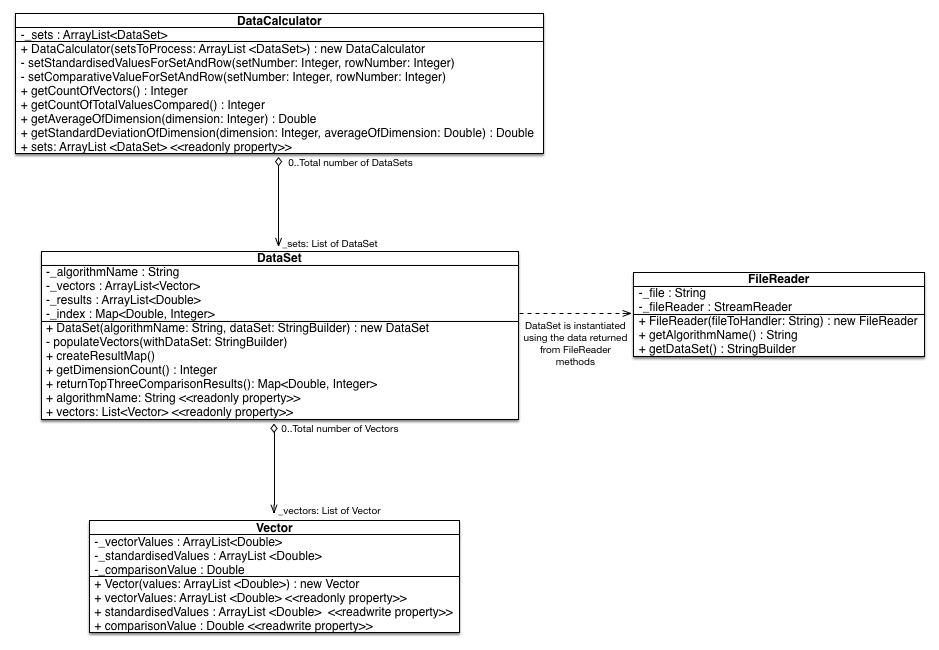 DataCalculator
-_sets : ArrayList<DataSet>
+ DataCalculator(setsToProcess: ArrayList <DataSet>) : new DataCalculator
- setStandardisedValuesForSetAndRow(setNumber: Integer, rowNumber: Integer)
- setComparativeValueForSetAndRow(setNumber: Integer, rowNumber: Integer)
+ getCountOfVectors() : Integer
+ getCountOfTotalValuesCompared() : Integer
+ getAverageOfDimension(dimension: Integer) : Double
+ getStandardDeviationOfDimension(dimension: Integer, averageOfDimension: Double) : Double
+ sets: ArrayList <DataSet> <<readonly property>>
0..Total number of DataSets
_sets: List of DataSet
DataSet
-_algorithmName : String
-_vectors : ArrayList<Vector>
-_results : ArrayList<Double>
-_index : Map<Double, Integer>
+ DataSet(algorithmName: String, dataSet: StringBuilder) : new DataSet
- populateVectors(withDataSet: StringBuilder)
+ createResultMap()
+ getDimensionCount() : Integer
+ returnTopThreeComparisonResults(): Map<Double, Integer>
+ algorithmName: String <<readonly property>>
+ vectors: List<Vector> <<readonly property>>
DataSet is instantiated
using the data returned
from FileReader
methods
FileReader
-_file : String
-_fileReader : StreamReader
+ FileReader(fileToHandler: String) : new FileReader
+ getAlgorithmName() : String
+ getDataSet() : StringBuilder
0..Total number of Vectors
_vectors: List of Vector
Vector
-_vectorValues : ArrayList<Double>
-_standardisedValues : ArrayList <Double>
-_comparisonValue : Double
+ Vector(values: ArrayList <Double>) : new Vector
+ vectorValues: ArrayList <Double> <<readonly property>>
+ standardisedValues : ArrayList <Double> <<readwrite property>>
+ comparisonValue : Double <<readwrite property>>